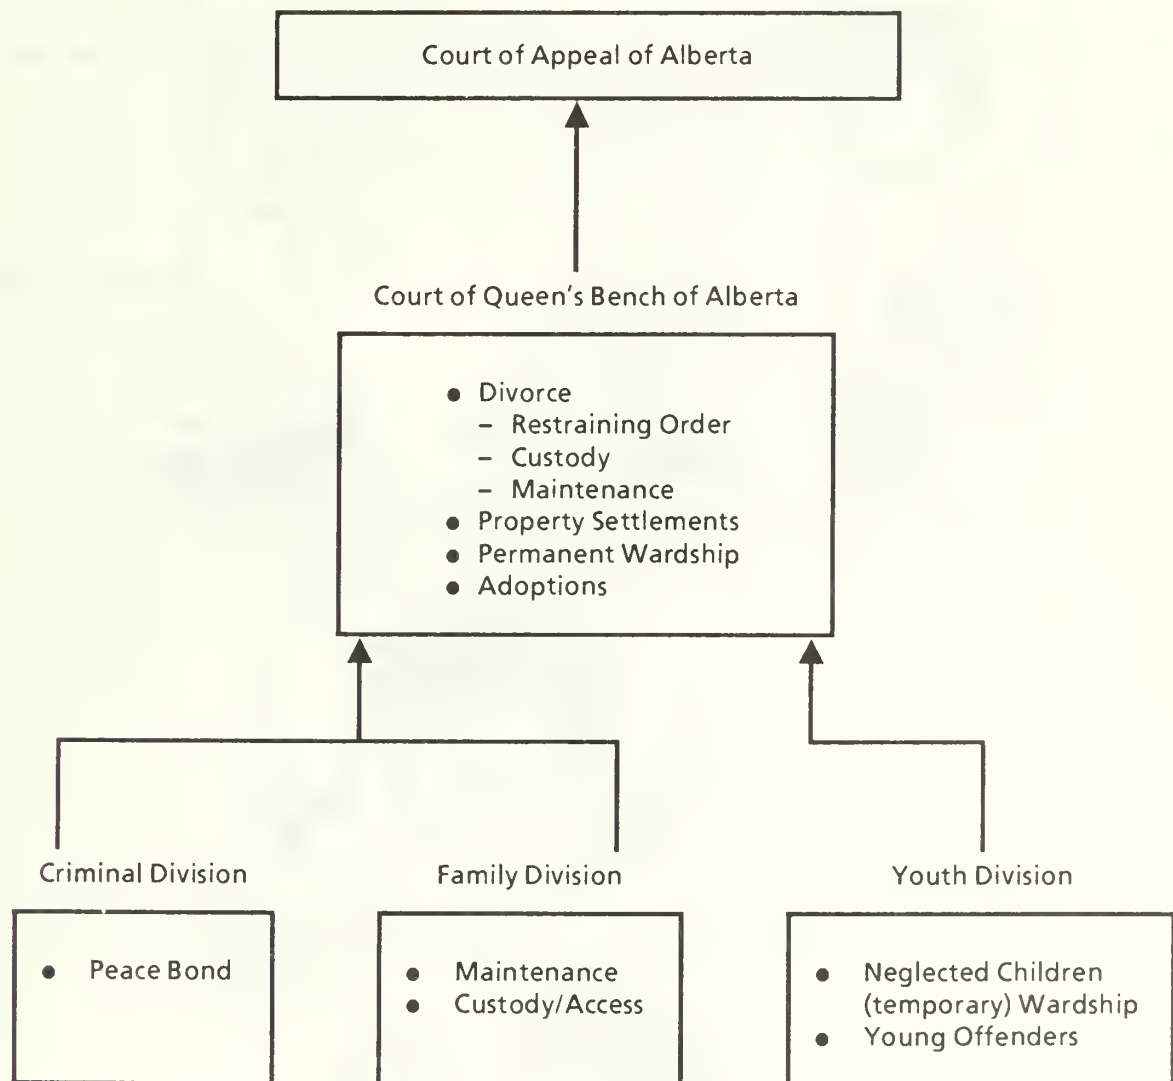 Court of Appeal of Alberta
Court of Queen's Bench of Alberta
● Divorce
– Restraining Order
– Custody
– Maintenance
● Property Settlements
● Permanent Wardship
● Adoptions
Criminal Division
● Peace Bond
Family Division
● Maintenance
● Custody/Access
Youth Division
● Neglected Children
(temporary) Wardship
● Young Offenders